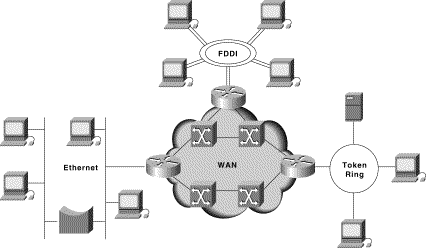 FDDI
Ethernet
WAN
Token
Ring